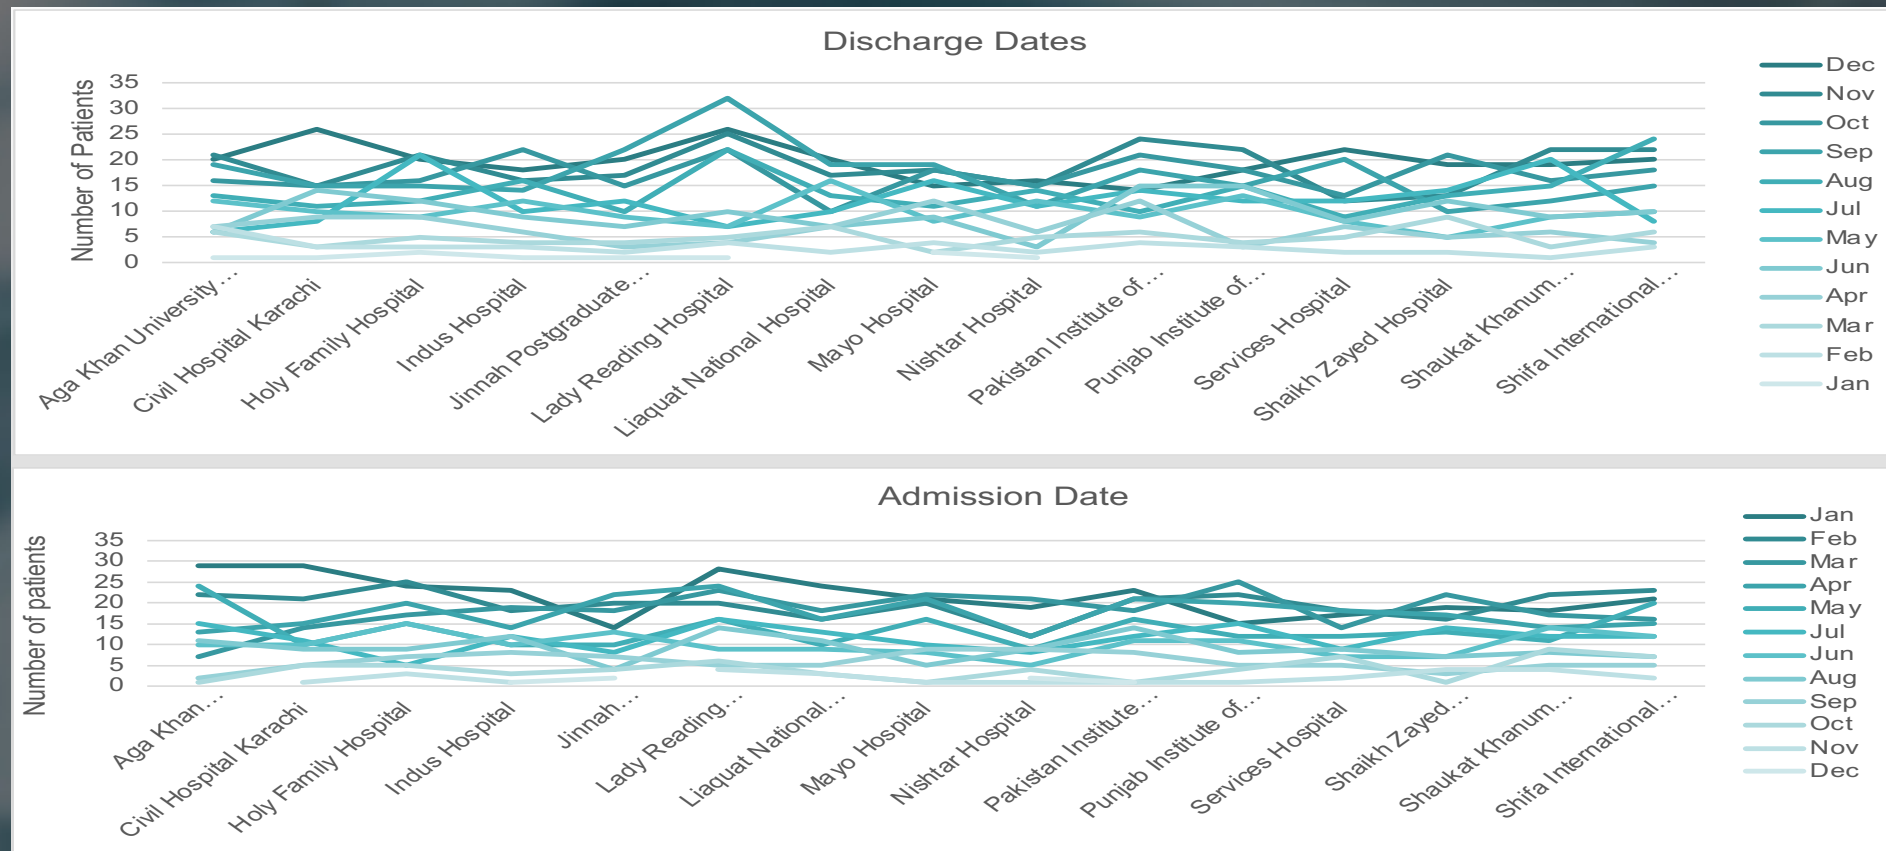 Discharge Dates
Number of Patients
35
30
25
20
15
10
5
0
Aga Khan University...
Civil Hospital Karachi
Holy Family Hospital
Indus Hospital
Jinnah Postgraduate...
Lady Reading Hospital
Liaquat National Hospital
Mayo Hospital
Nishtar Hospital
Pakistan Institute of...
Punjab Institute of...
Services Hospital
Shaikh Zayed Hospital
Shaukat Khanum...
Shifa International...
Dec
Nov
Oct
Sep
Aug
Jul
May
Jun
Apr
Mar
Feb
Jan
Admission Date
Number of patients
35
30
25
20
15
10
5
0
Aga Khan...
Civil Hospital Karachi
Holy Family Hospital
Indus Hospital
Jinnah...
Lady Reading...
Liaquat National...
Mayo Hospital
Nishtar Hospital
Pakistan Institute...
Punjab Institute of...
Services Hospital
Shaikh Zayed...
Shaukat Khanum...
Shifa International...
Jan
Feb
Mar
Apr
May
Jul
Jun
Aug
Sep
Oct
Nov
Dec